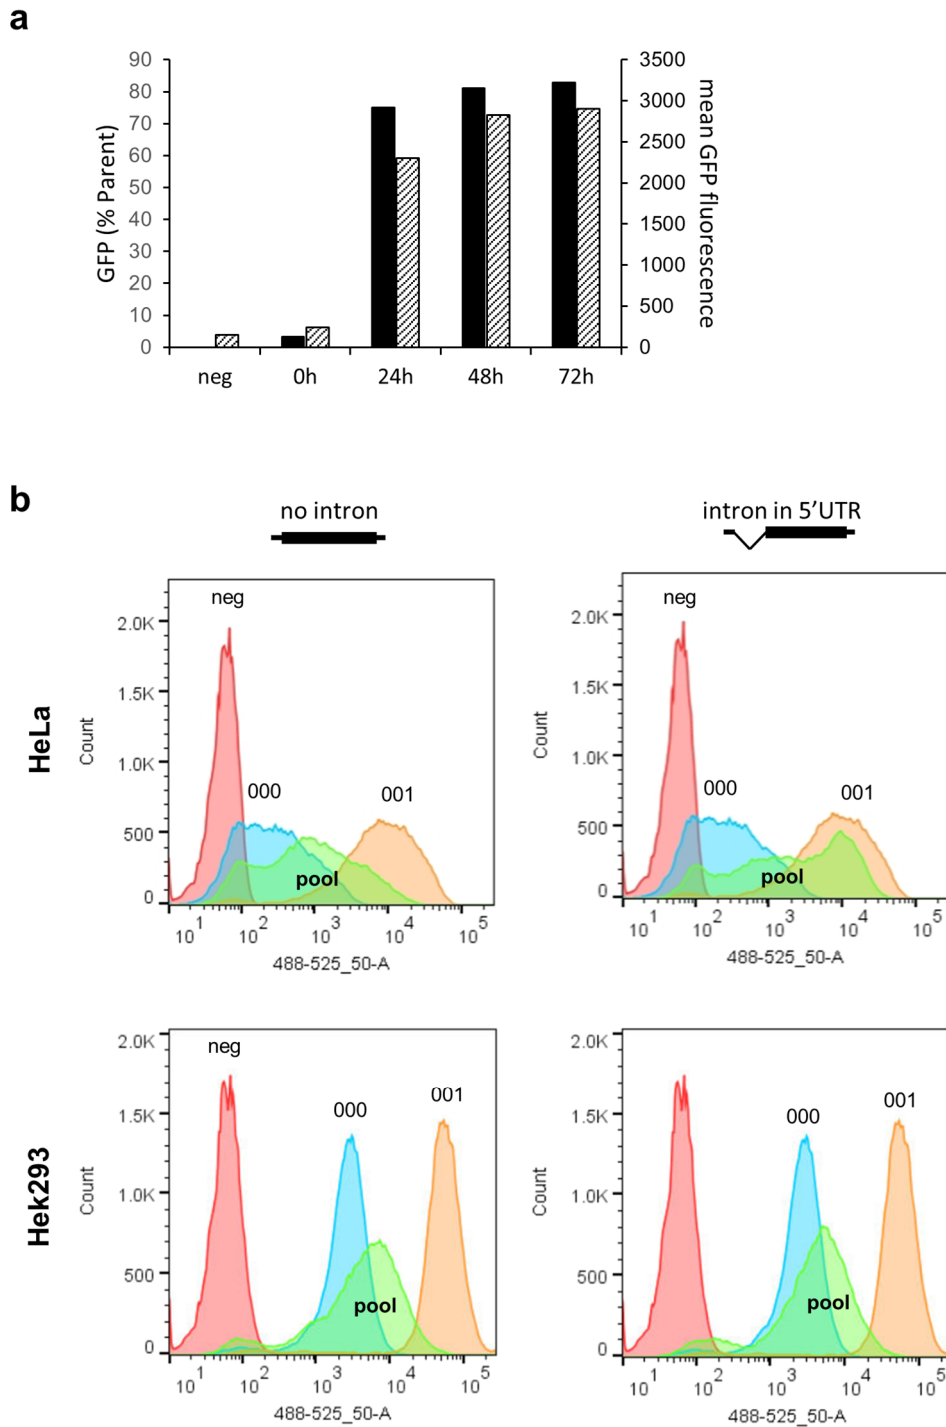 a
90
80
70
60
50
40
30
20
10
0
GFP (% Parent)
3500
3000
2500
2000
1500
1000
500
0
mean GFP fluorescence
neg 0h 24h 48h 72h
b
no intron
intron in 5'UTR
HeLa
neg
000
001
pool
2.0K
1.5K
1.0K
500
0
Count
10^1 10^2 10^3 10^4 10^5
488-525_50-A
neg
000
001
pool
2.0K
1.5K
1.0K
500
0
Count
10^1 10^2 10^3 10^4 10^5
488-525_50-A
Hek293
neg
000
001
pool
2.0K
1.5K
1.0K
500
0
Count
10^1 10^2 10^3 10^4 10^5
488-525_50-A
000
001
pool
2.0K
1.5K
1.0K
500
0
Count
10^1 10^2 10^3 10^4 10^5
488-525_50-A